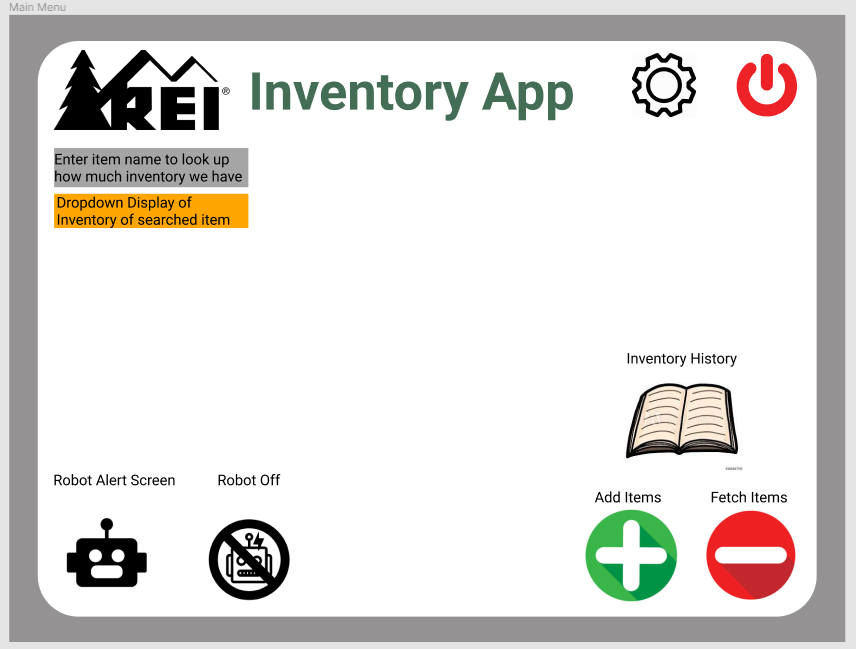 Main Menu
REI®
Inventory App
Enter item name to look up
how much inventory we have
Dropdown Display of
Inventory of searched item
Inventory History
Robot Alert Screen
Robot Off
Add Items
Fetch Items